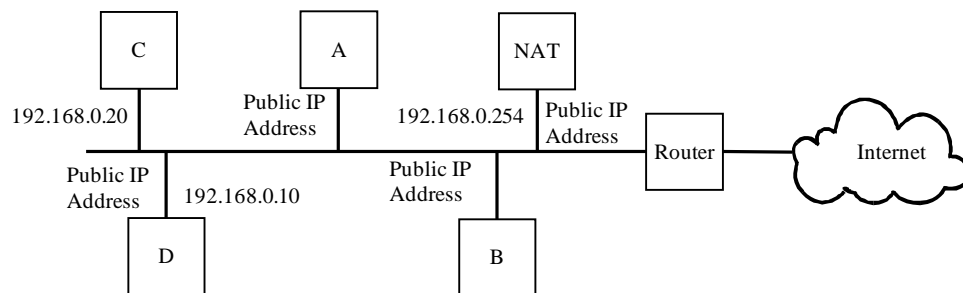 C
A
NAT
192.168.0.20
Public IP
Address
192.168.0.254
Public IP
Address
Router
Internet
Public IP
Address
192.168.0.10
Public IP
Address
D
B